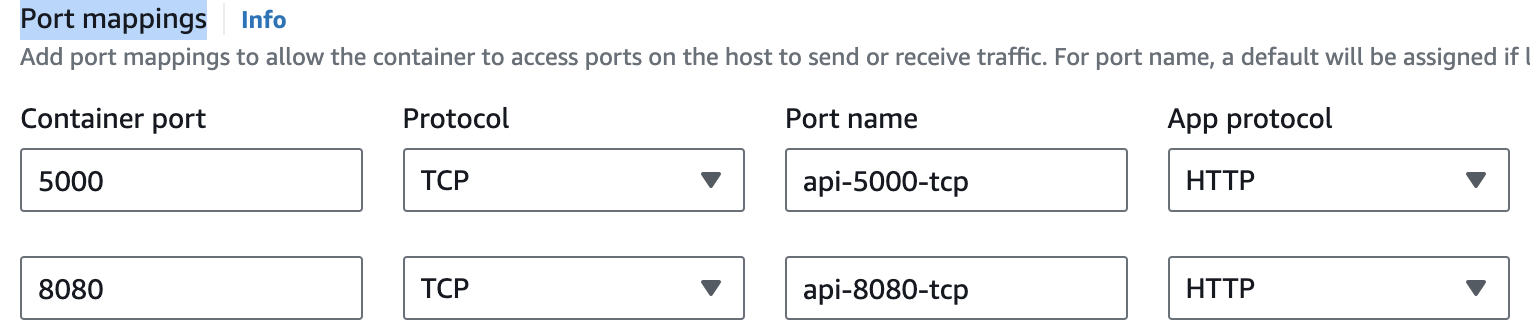 Port mappings Info
Add port mappings to allow the container to access ports on the host to send or receive traffic. For port name, a default will be assigned if
Container port Protocol Port name App protocol
5000 TCP api-5000-tcp HTTP
8080 TCP api-8080-tcp HTTP